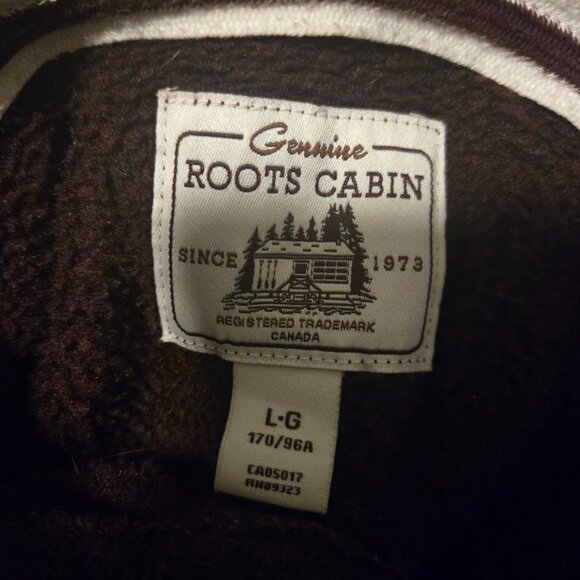 Genuine
ROOTS CABIN
SINCE 1973
REGISTERED TRADEMARK
CANADA
L•G
170/96A
CA05017
RN89323